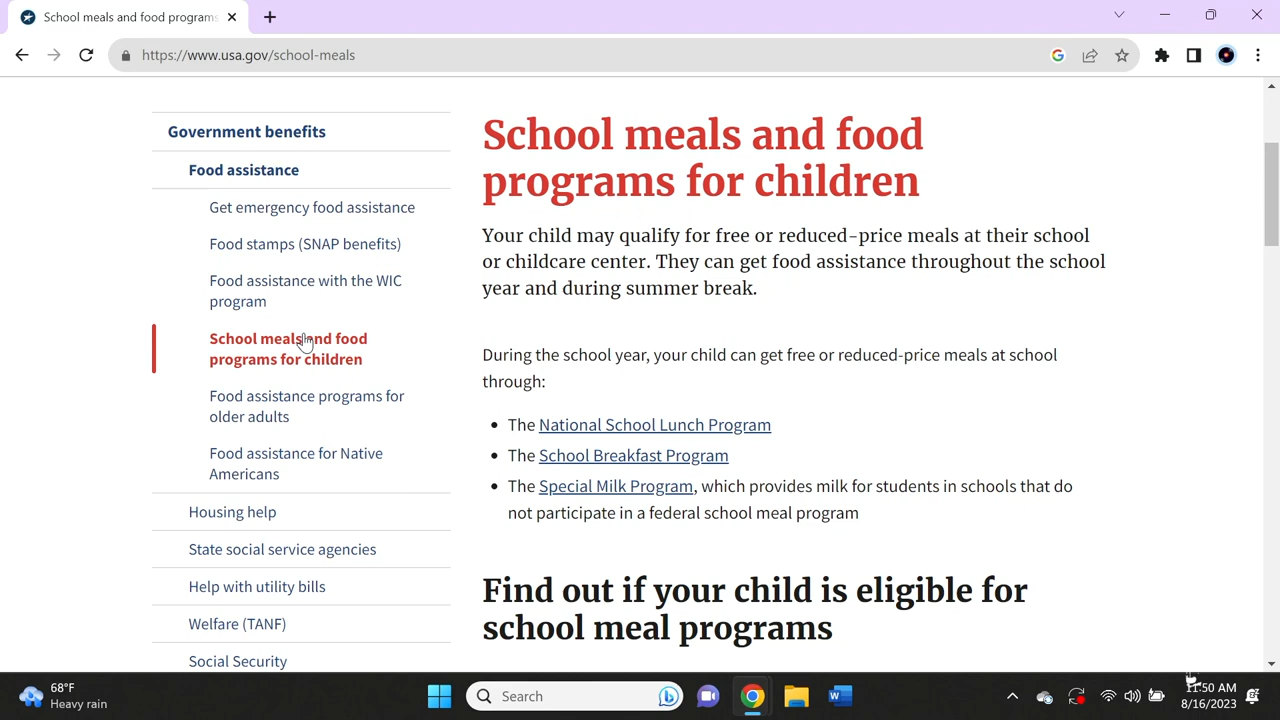 School meals and food programs
https://www.usa.gov/school-meals
Government benefits
Food assistance
Get emergency food assistance
Food stamps (SNAP benefits)
Food assistance with the WIC
program
School meals and food
programs for children
Food assistance programs for
older adults
Food assistance for Native
Americans
Housing help
State social service agencies
Help with utility bills
Welfare (TANF)
Social Security
School meals and food
programs for children
Your child may qualify for free or reduced-price meals at their school
or childcare center. They can get food assistance throughout the school
year and during summer break.
During the school year, your child can get free or reduced-price meals at school
through:
• The National School Lunch Program
• The School Breakfast Program
• The Special Milk Program, which provides milk for students in schools that do
not participate in a federal school meal program
Find out if your child is eligible for
school meal programs
68°F
Heavy rain
Search
11:50 AM
8/16/2023